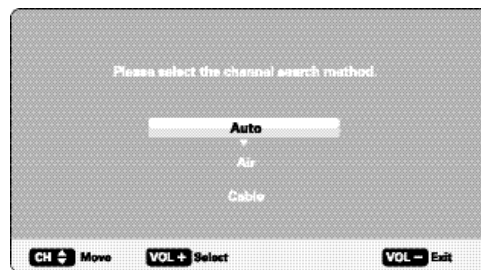 Please select the channel search method.
Auto
Air
Cable
CH Move VOL + Select VOL - Exit